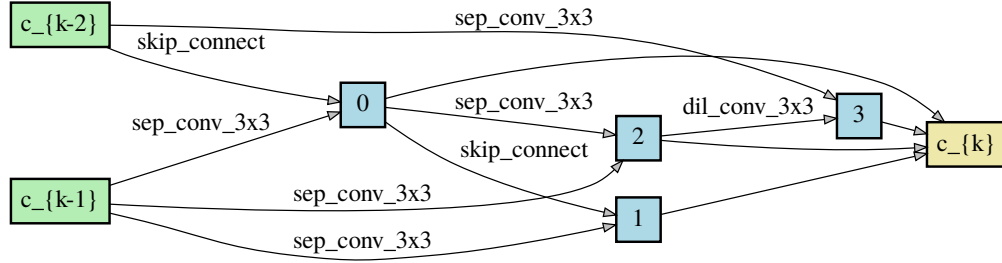 c_{k-2}
sep_conv_3x3
skip_connect
0
sep_conv_3x3
sep_conv_3x3
dil_conv_3x3
3
2
c_{k}
skip_connect
c_{k-1}
sep_conv_3x3
1
sep_conv_3x3